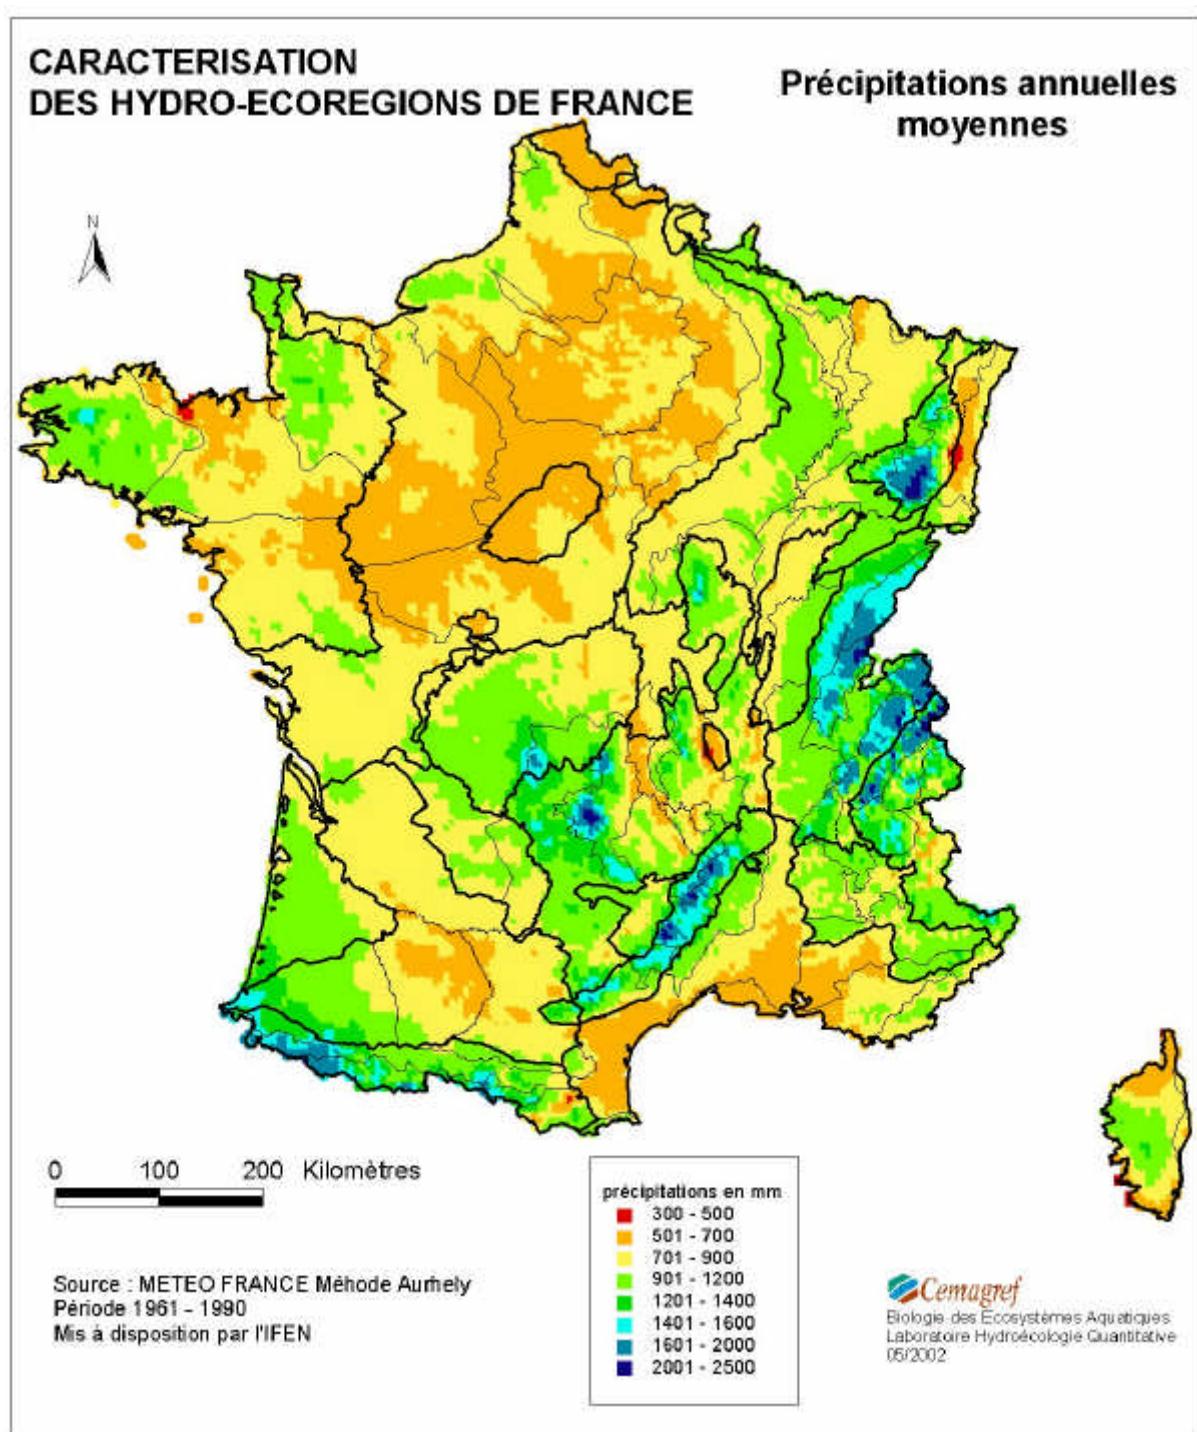 CARACTERISATION
DES HYDRO-ECOREGIONS DE FRANCE
Précipitations annuelles
moyennes
N
0 100 200 Kilomètres
précipitations en mm
300 - 500
501 - 700
701 - 900
901 - 1200
1201 - 1400
1401 - 1600
1601 - 2000
2001 - 2500
Source : METEO FRANCE Méhode Aurhely
Période 1961 - 1990
Mis à disposition par l'IFEN
Cemagref
Biologie des Ecosystèmes Aquatiques
Laboratoire Hydroécologie Quantitative
05/2002